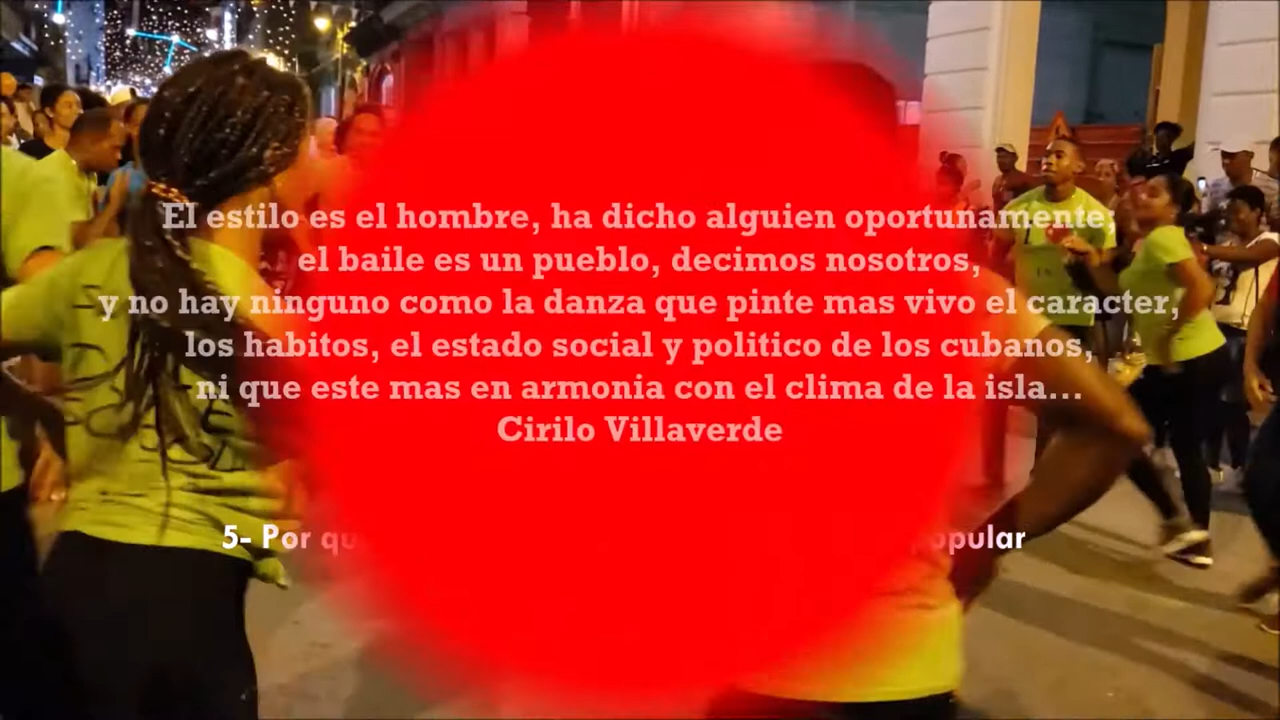 El estilo es el hombre, ha dicho alguien oportunamente;
el baile es un pueblo, decimos nosotros,
y no hay ninguno como la danza que pinte mas vivo el caracter,
los habitos, el estado social y politico de los cubanos,
ni que este mas en armonia con el clima de la isla...
Cirilo Villaverde
5- Por